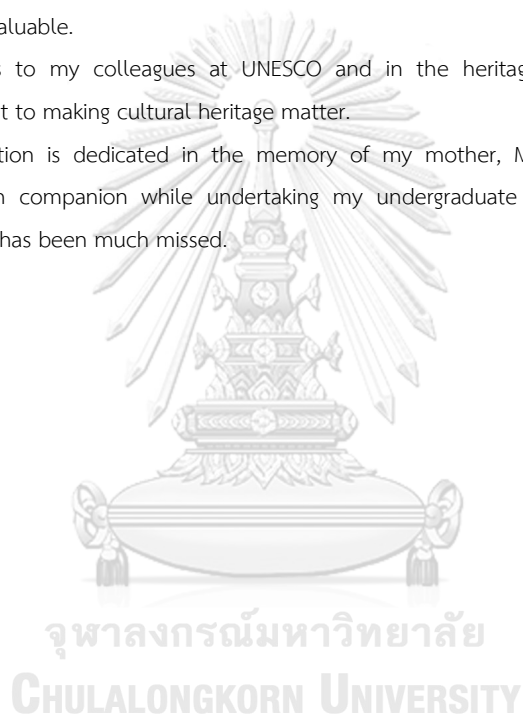 aluable.
s to my colleagues at UNESCO and in the heritag
t to making cultural heritage matter.
tion is dedicated in the memory of my mother, M
n companion while undertaking my undergraduate
has been much missed.
จุฬาลงกรณ์มหาวิทยาลัย
CHULALONGKORN UNIVERSITY